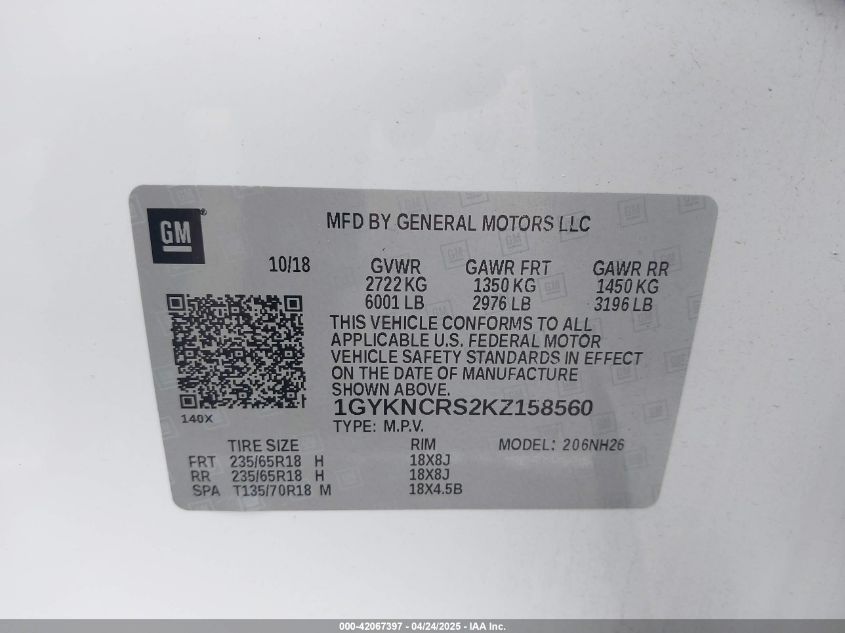 GM
MFD BY GENERAL MOTORS LLC
10/18 GVWR GAWR FRT GAWR RR
2722 KG 1350 KG 1450 KG
6001 LB 2976 LB 3196 LB
THIS VEHICLE CONFORMS TO ALL
APPLICABLE U.S. FEDERAL MOTOR
VEHICLE SAFETY STANDARDS IN EFFECT
ON THE DATE OF MANUFACTURE
SHOWN ABOVE.
1GYKNCRS2KZ158560
140X
TYPE: M.P.V.
TIRE SIZE RIM MODEL: 206NH26
FRT 235/65R18 H 18X8J
RR 235/65R18 H 18X8J
SPA T135/70R18 M 18X4.5B
000-42067397 - 04/24/2025 - IAA Inc.